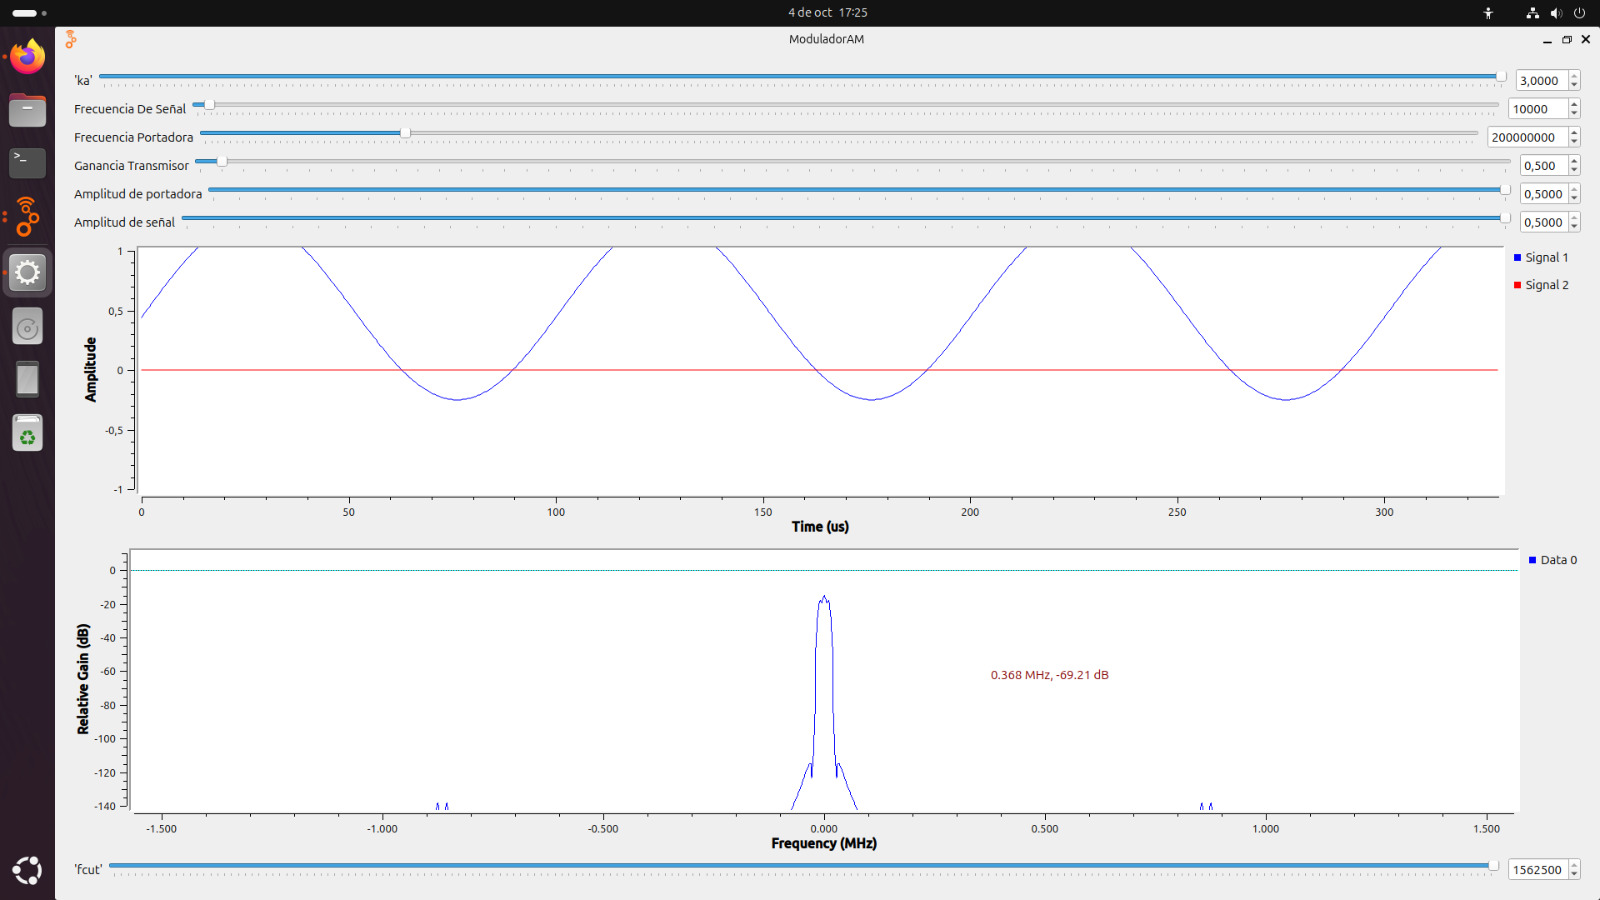 4 de oct 17:25
ModuladorAM
'ka' 3,0000
Frecuencia De Señal 10000
Frecuencia Portadora 200000000
Ganancia Transmisor 0,500
Amplitud de portadora 0,5000
Amplitud de señal 0,5000
Amplitude
1
0,5
0
-0,5
-1
Signal 1
Signal 2
0 50 100 150 200 250 300
Time (us)
Relative Gain (dB)
0
-20
-40
-60
-80
-100
-120
-140
Data 0
0.368 MHz, -69.21 dB
-1.500 -1.000 -0.500 0.000 0.500 1.000 1.500
Frequency (MHz)
'fcut' 1562500